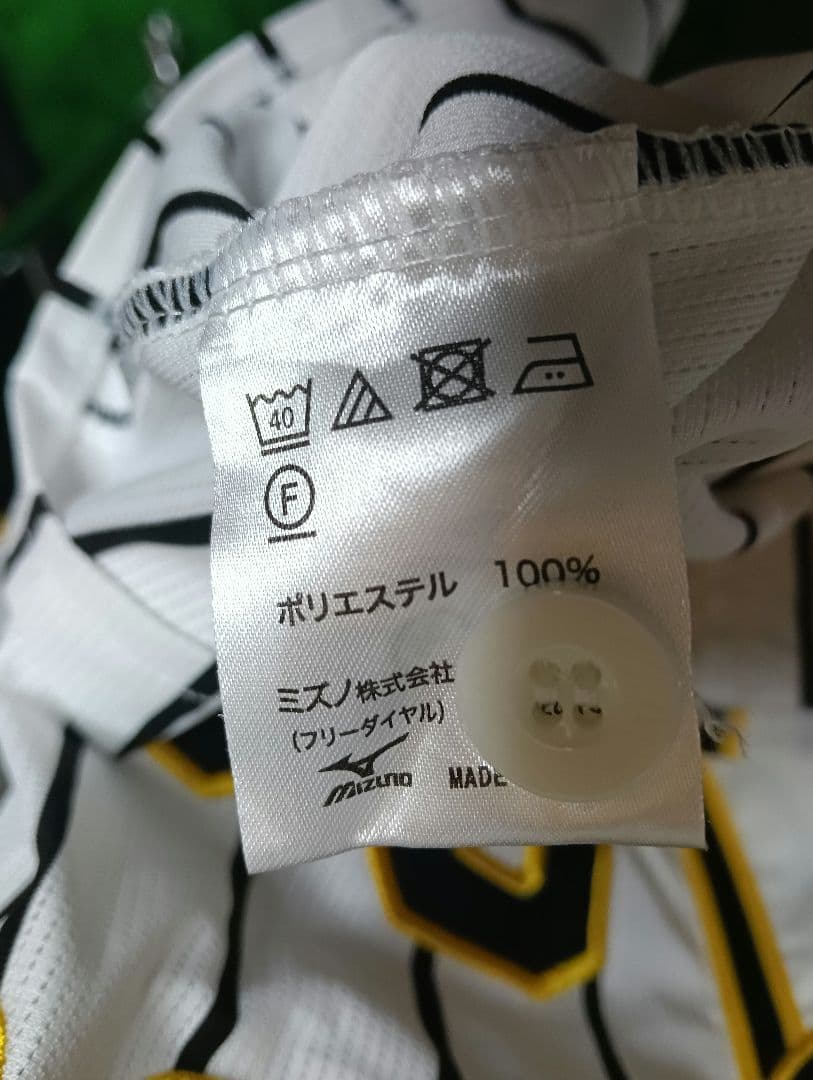 40
F
ポリエステル 100%
ミズノ株式会社
(フリーダイヤル)
mizuno MADE